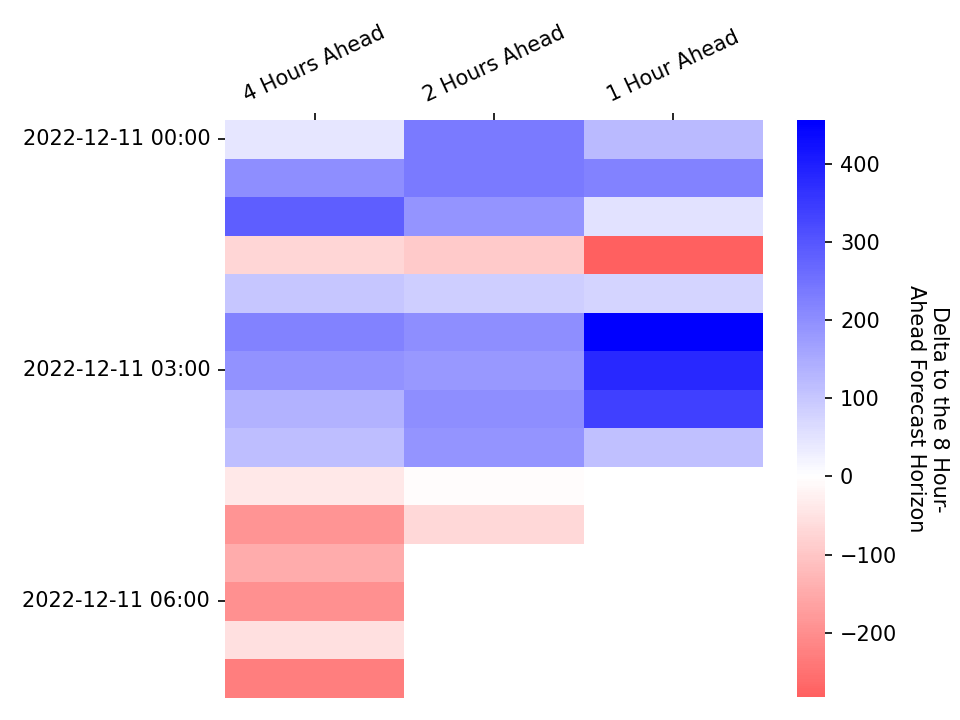 4 Hours Ahead
2 Hours Ahead
1 Hour Ahead
2022-12-11 00:00
2022-12-11 03:00
2022-12-11 06:00
400
300
200
100
0
−100
−200
Delta to the 8 Hour-
Ahead Forecast Horizon